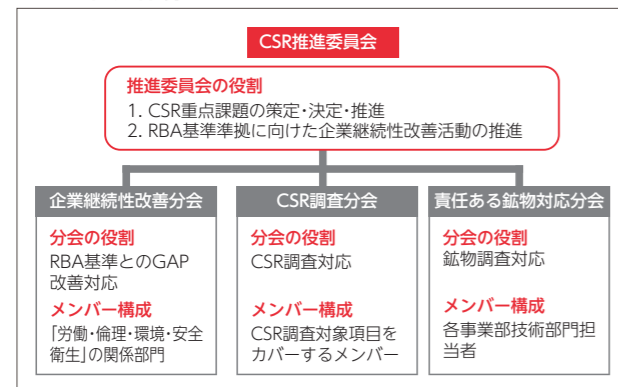 CSR推進委員会
推進委員会の役割
1. CSR重点課題の策定・決定・推進
2. RBA基準準拠に向けた企業継続性改善活動の推進
企業継続性改善分会
分会の役割
RBA基準とのGAP
改善対応
メンバー構成
「労働・倫理・環境・安全
衛生」の関係部門
CSR調査分会
分会の役割
CSR調査対応
メンバー構成
CSR調査対象項目を
カバーするメンバー
責任ある鉱物対応分会
分会の役割
鉱物調査対応
メンバー構成
各事業部技術部門担
当者